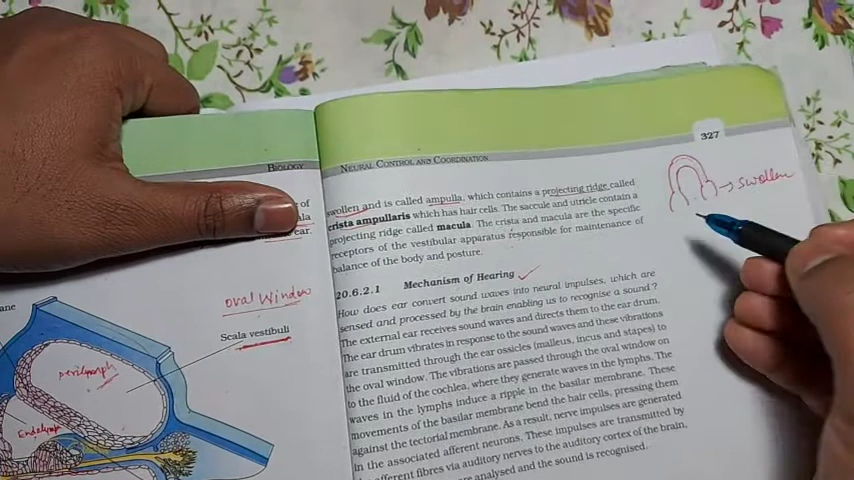 BIOLOGY
of
ear.
oval Window
Scala vestibuli
perilymph
Endolymph
327
NEURAL CONTROL AND COORDINATION
swollen and is called ampulla, which contains a projecting ridge called
crista ampullaris which has hair cells. The saccule and utricle contain a
projecting ridge called macula. The crista and macula are the specific
receptors of the vestibular apparatus responsible for maintenance of
balance of the body and posture.
→ swollen
20.6.2.1 Mechanism of Hearing
How does ear convert sound waves into neural impulses, which are
sensed and processed by the brain enabling us to recognise a sound ?
The external ear receives sound waves and directs them to the ear drum.
The ear drum vibrates in response to the sound waves and these vibrations
are transmitted through the ear ossicles (malleus, incus and stapes) to
the oval window. The vibrations are passed through the oval window on to
the fluid of the cochlea, where they generate waves in the lymphs. The
waves in the lymphs induce a ripple in the basilar membrane. These
movements of the basilar membrane bend the hair cells, pressing them
against the tectorial membrane. As a result, nerve impulses are generated
in the associated afferent neurons. These impulses are transmitted by
the afferent fibres via auditory nerves to the auditory cortex of the brain,
are analysed and the sound is recognised.